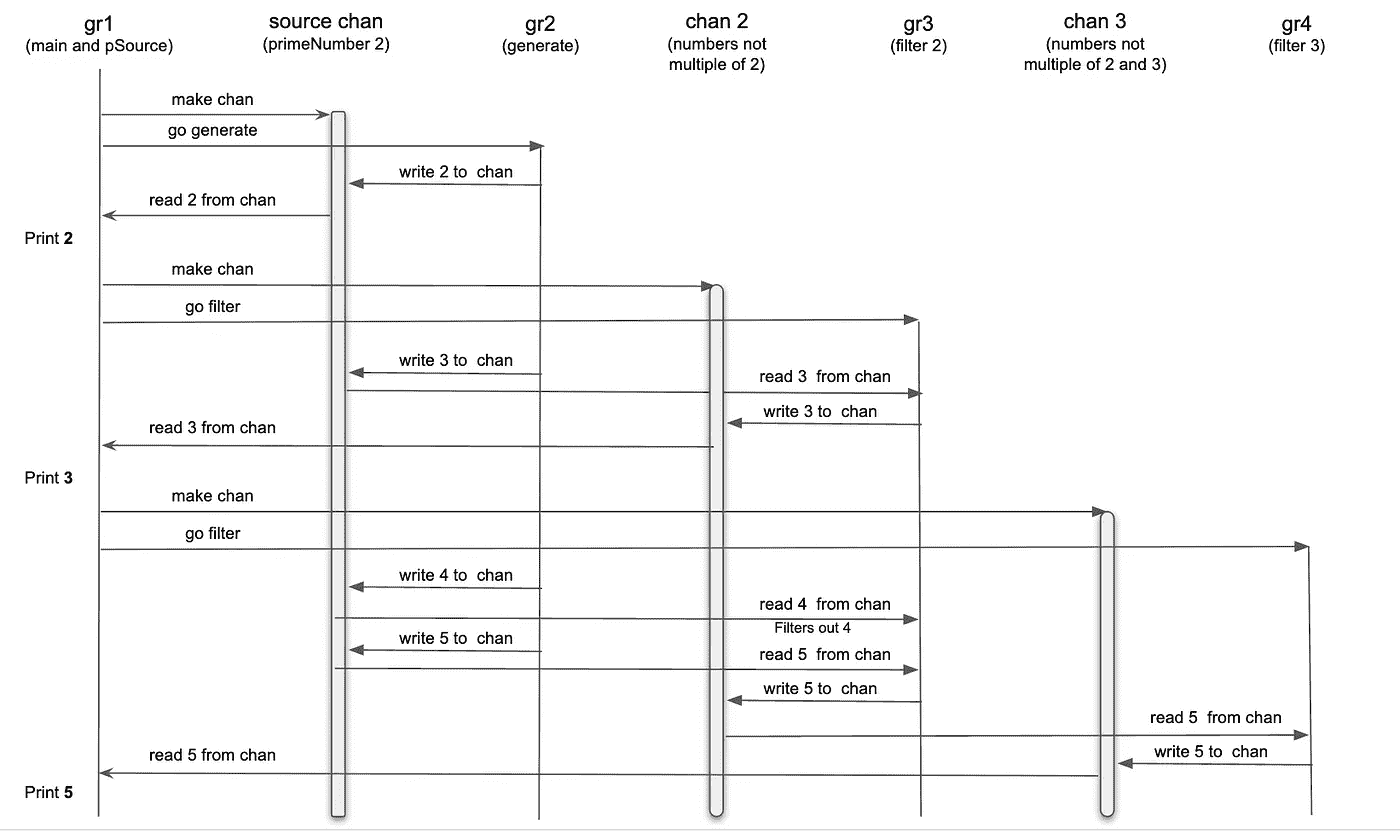 gr1
(main and pSource)
source chan
(primeNumber 2)
gr2
(generate)
chan 2
(numbers not
multiple of 2)
gr3
(filter 2)
chan 3
(numbers not
multiple of 2 and 3)
gr4
(filter 3)
make chan
go generate
write 2 to chan
read 2 from chan
Print 2
make chan
go filter
write 3 to chan
read 3 from chan
write 3 to chan
read 3 from chan
Print 3
make chan
go filter
write 4 to chan
read 4 from chan
Filters out 4
write 5 to chan
read 5 from chan
write 5 to chan
read 5 from chan
write 5 to chan
read 5 from chan
Print 5